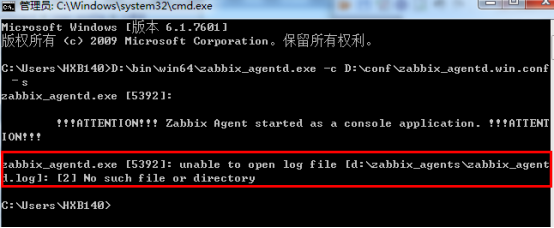 管理员: C:\Windows\system32\cmd.exe
Microsoft Windows [版本 6.1.7601]
版权所有 (c) 2009 Microsoft Corporation。保留所有权利。
C:\Users\HXB140>D:\bin\win64\zabbix_agentd.exe -c D:\conf\zabbix_agentd.win.conf
-s
zabbix_agentd.exe [5392]:
!!!ATTENTION!!! Zabbix Agent started as a console application. !!!ATTENT
ION!!!
zabbix_agentd.exe [5392]: unable to open log file [d:\zabbix_agents\zabbix_agent
d.log]: [2] No such file or directory
C:\Users\HXB140>